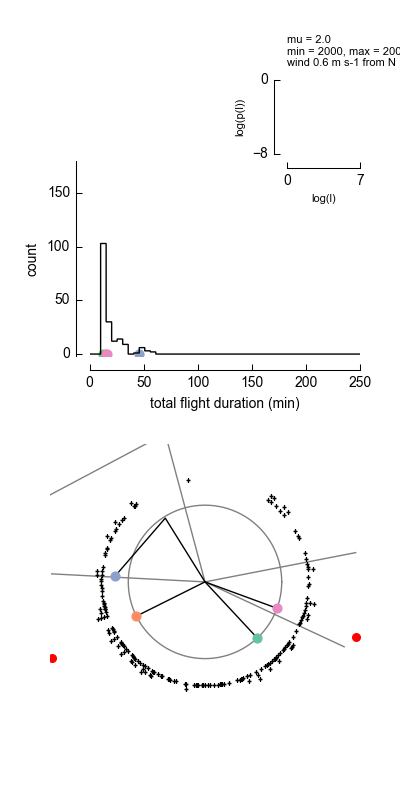 mu = 2.0
min = 2000, max = 200
wind 0.6 m s-1 from N
0
log(p(l))
−8
0 7
log(l)
150
100
50
0
count
0 50 100 150 200 250
total flight duration (min)